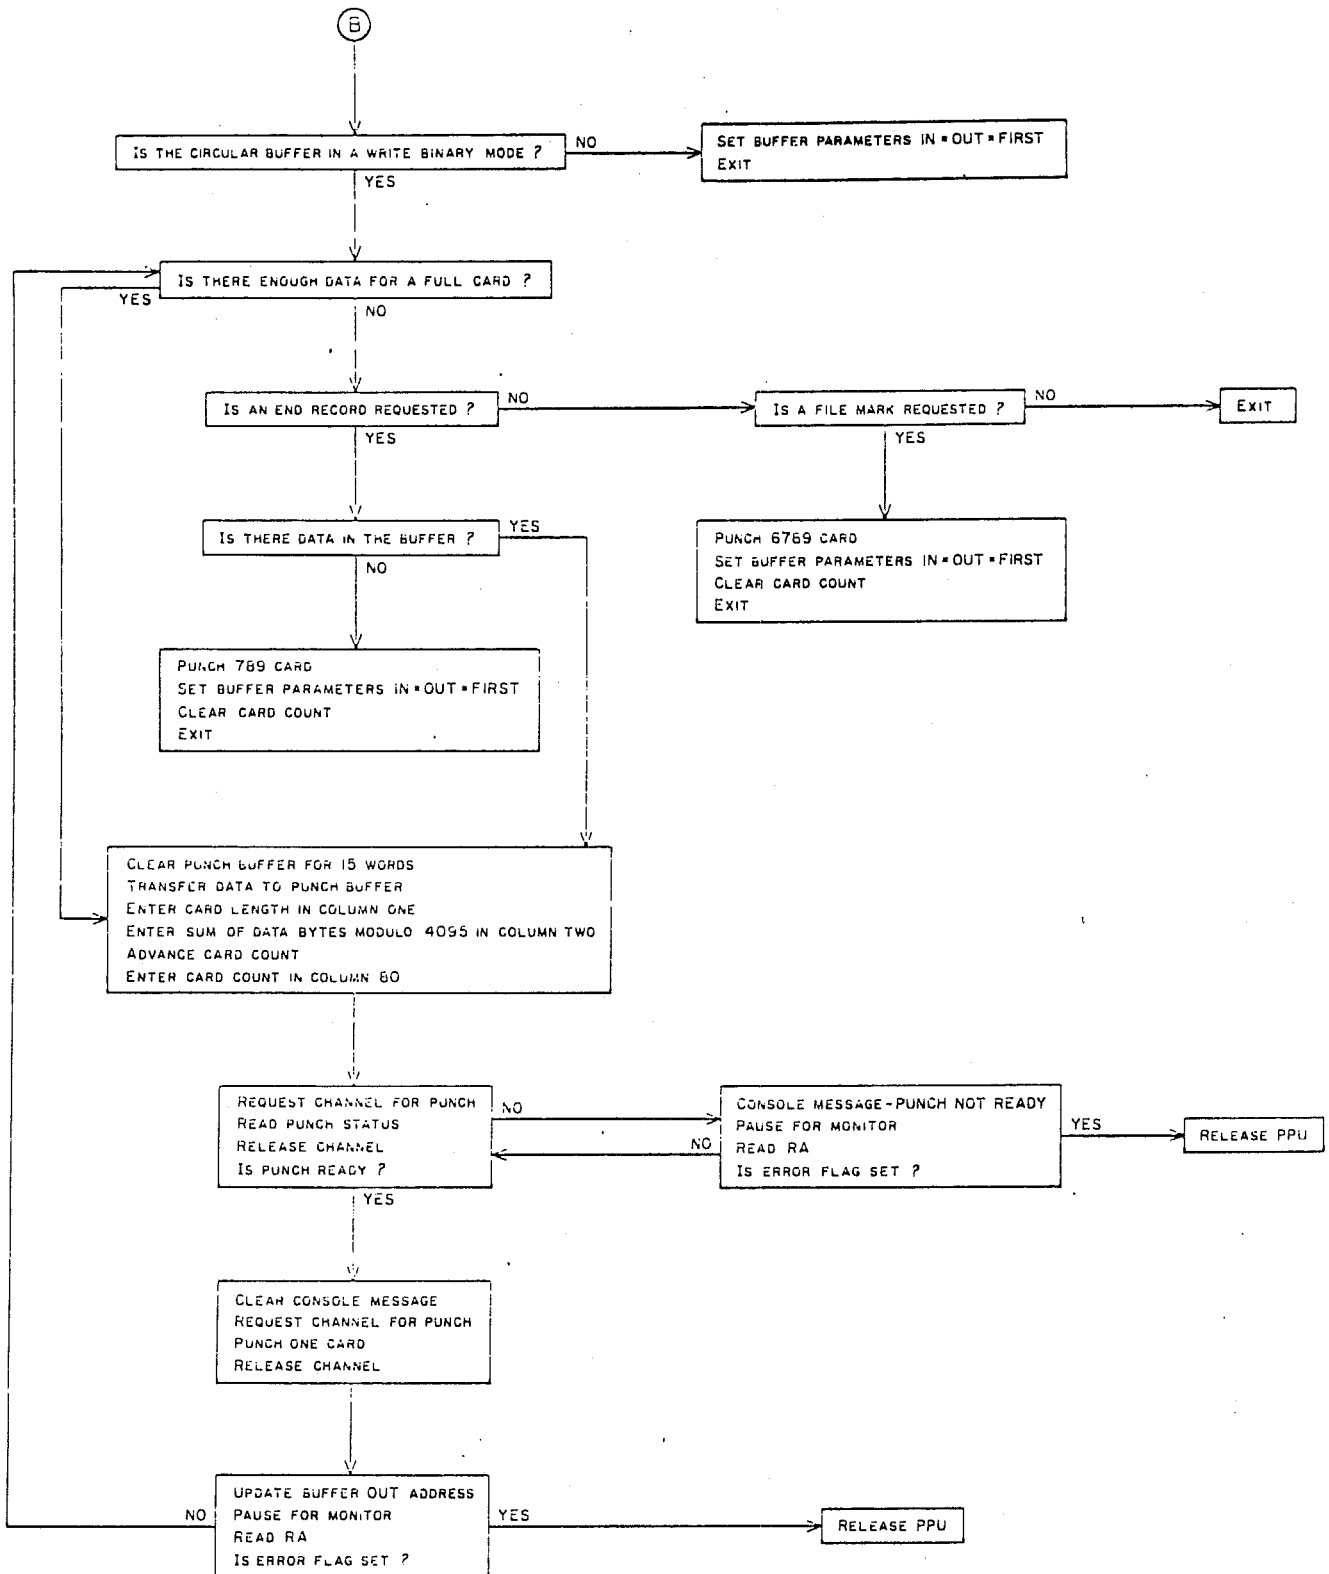 B
IS THE CIRCULAR BUFFER IN A WRITE BINARY MODE ?
NO
SET BUFFER PARAMETERS IN = OUT = FIRST
EXIT
YES
IS THERE ENOUGH DATA FOR A FULL CARD ?
YES
NO
IS AN END RECORD REQUESTED ?
NO
IS A FILE MARK REQUESTED ?
NO
EXIT
YES
YES
IS THERE DATA IN THE BUFFER ?
YES
NO
PUNCH 6789 CARD
SET BUFFER PARAMETERS IN = OUT = FIRST
CLEAR CARD COUNT
EXIT
PUNCH 789 CARD
SET BUFFER PARAMETERS IN = OUT = FIRST
CLEAR CARD COUNT
EXIT
CLEAR PUNCH BUFFER FOR 15 WORDS
TRANSFER DATA TO PUNCH BUFFER
ENTER CARD LENGTH IN COLUMN ONE
ENTER SUM OF DATA BYTES MODULO 4095 IN COLUMN TWO
ADVANCE CARD COUNT
ENTER CARD COUNT IN COLUMN 80
REQUEST CHANNEL FOR PUNCH
READ PUNCH STATUS
RELEASE CHANNEL
IS PUNCH READY ?
NO
NO
CONSOLE MESSAGE - PUNCH NOT READY
PAUSE FOR MONITOR
READ RA
IS ERROR FLAG SET ?
YES
RELEASE PPU
YES
CLEAR CONSOLE MESSAGE
REQUEST CHANNEL FOR PUNCH
PUNCH ONE CARD
RELEASE CHANNEL
NO
UPDATE BUFFER OUT ADDRESS
PAUSE FOR MONITOR
READ RA
IS ERROR FLAG SET ?
YES
RELEASE PPU